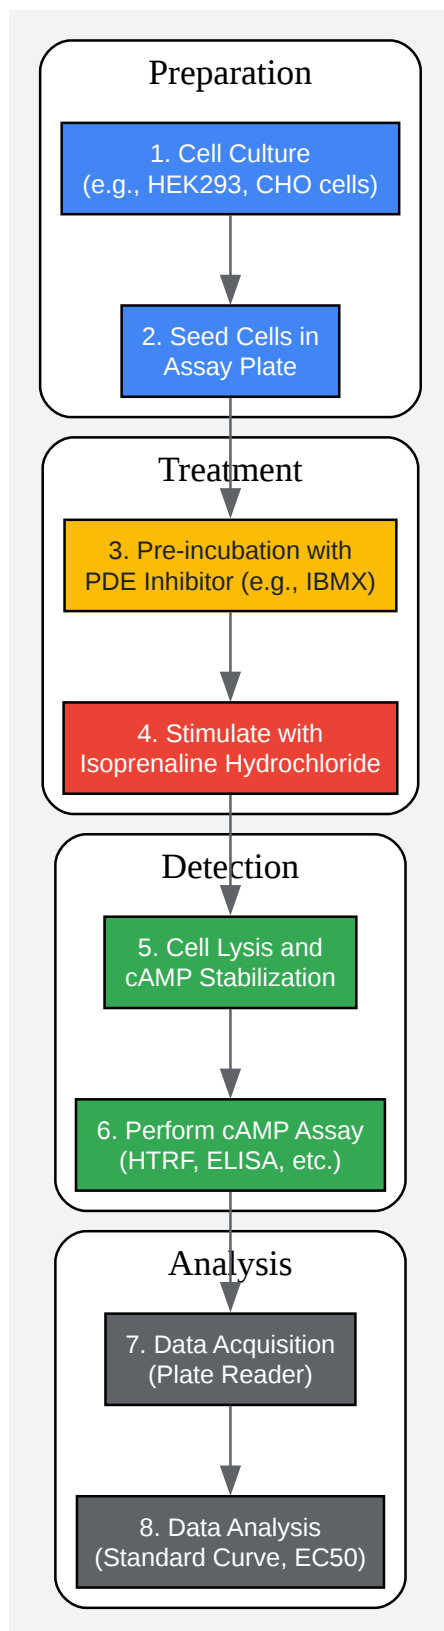 Preparation
1. Cell Culture
(e.g., HEK293, CHO cells)
2. Seed Cells in
Assay Plate
Treatment
3. Pre-incubation with
PDE Inhibitor (e.g., IBMX)
4. Stimulate with
Isoprenaline Hydrochloride
Detection
5. Cell Lysis and
cAMP Stabilization
6. Perform cAMP Assay
(HTRF, ELISA, etc.)
Analysis
7. Data Acquisition
(Plate Reader)
8. Data Analysis
(Standard Curve, EC50)